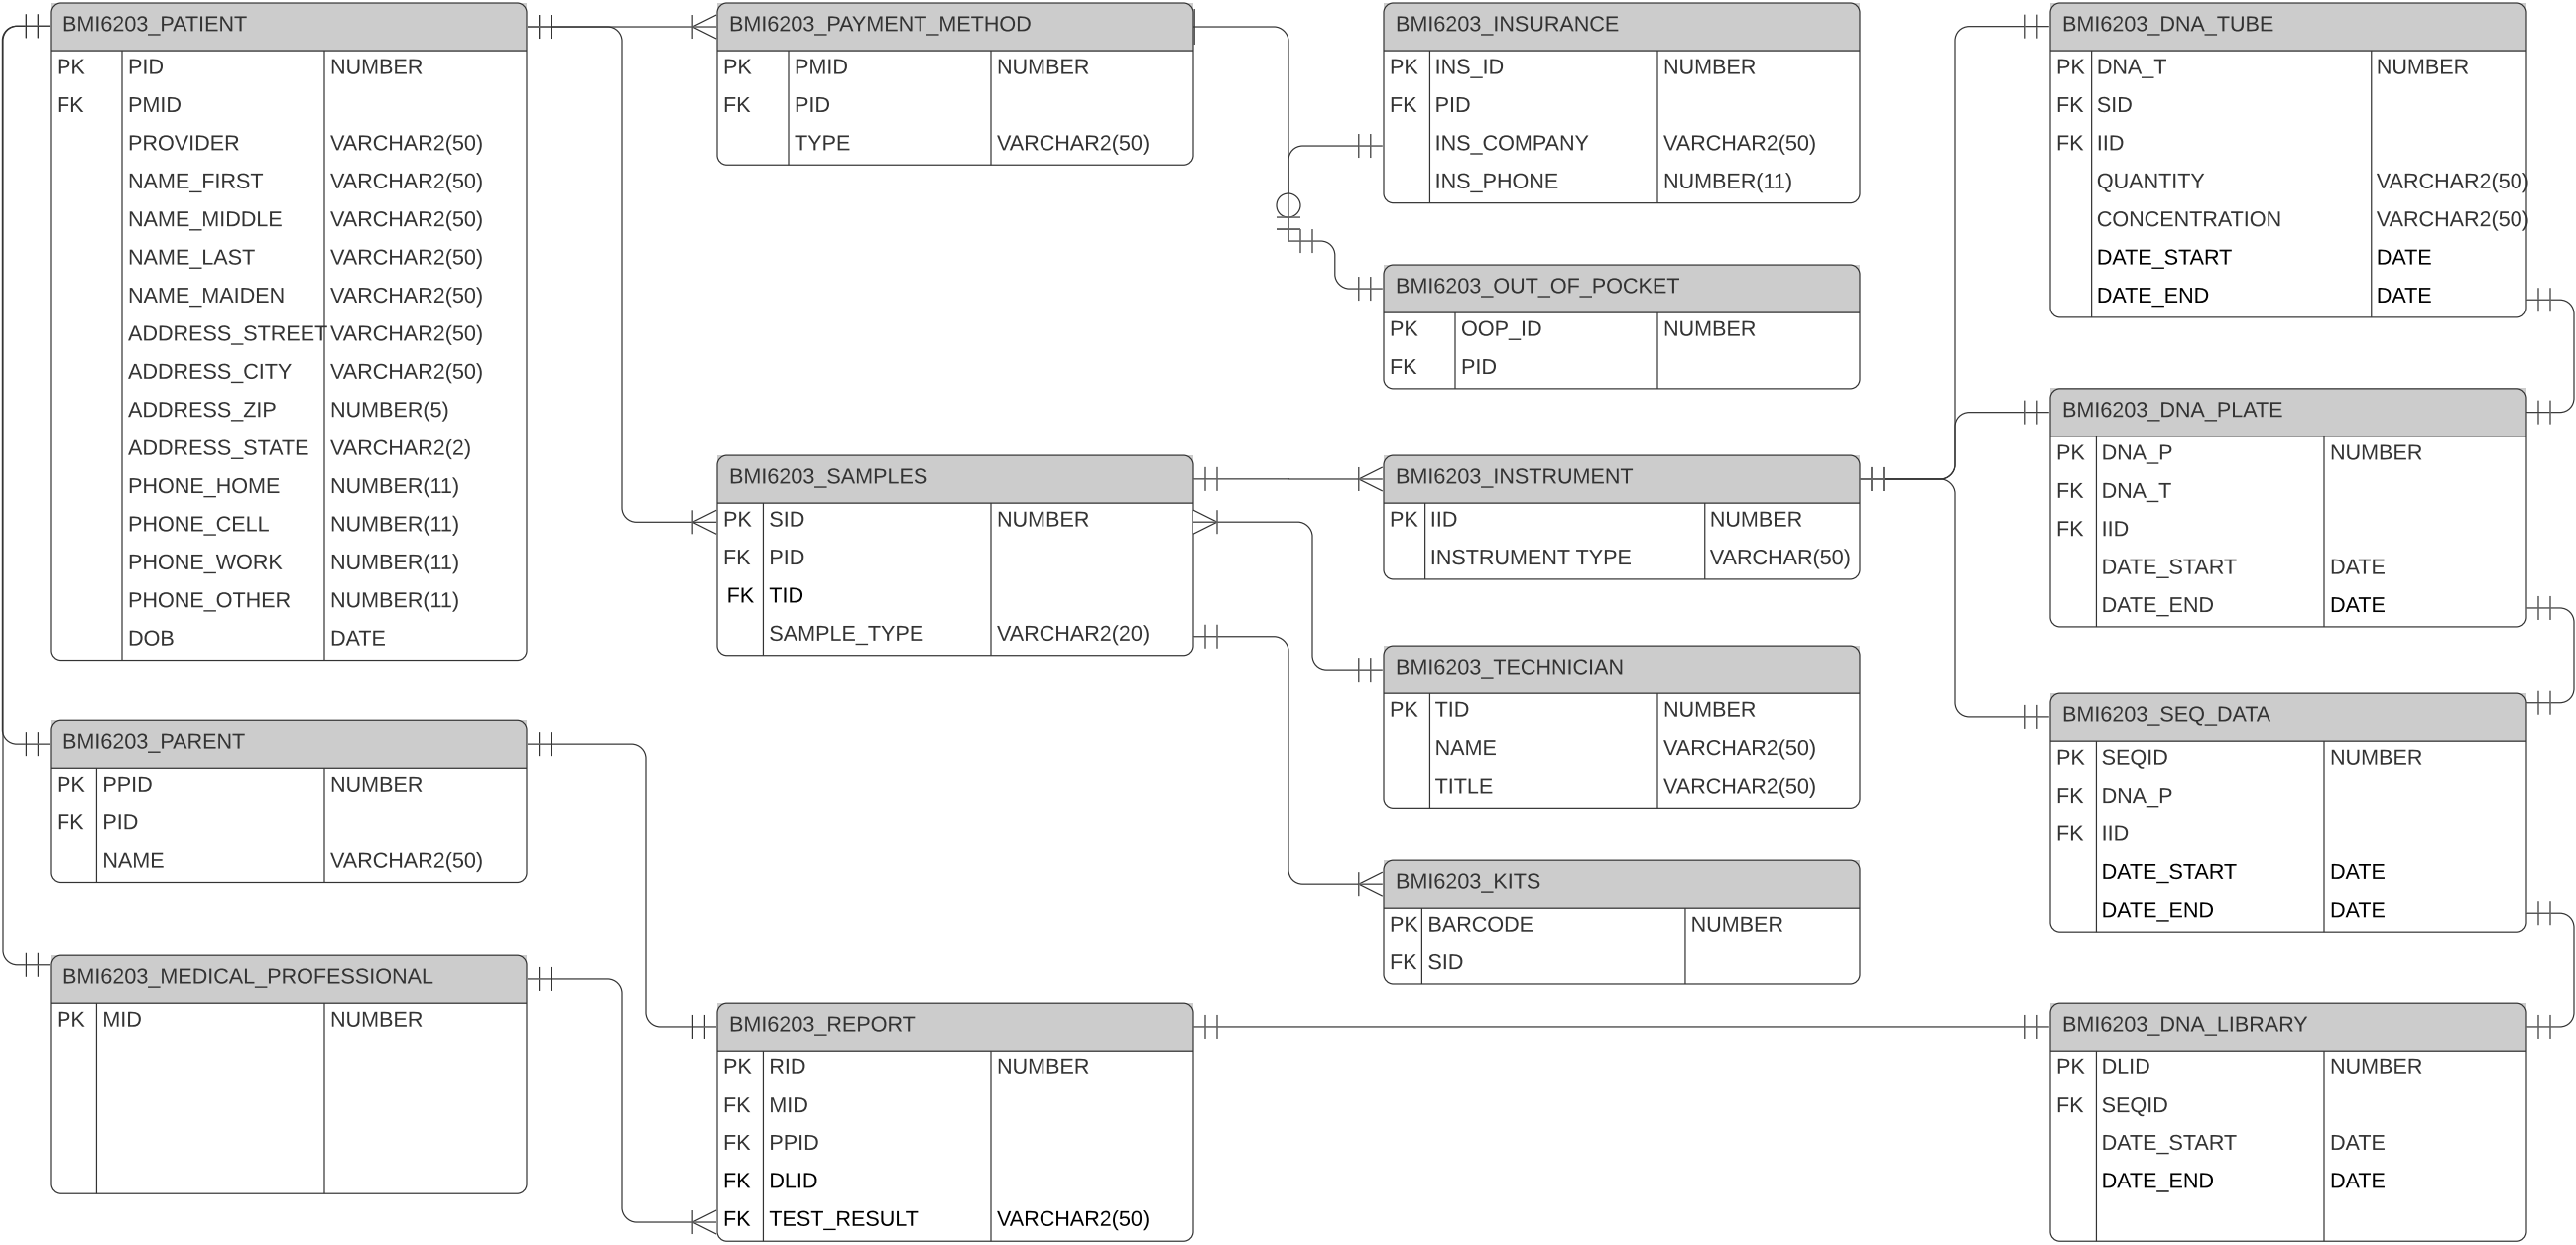 BMI6203_PATIENT
PK PID NUMBER
FK PMID
PROVIDER VARCHAR2(50)
NAME_FIRST VARCHAR2(50)
NAME_MIDDLE VARCHAR2(50)
NAME_LAST VARCHAR2(50)
NAME_MAIDEN VARCHAR2(50)
ADDRESS_STREET VARCHAR2(50)
ADDRESS_CITY VARCHAR2(50)
ADDRESS_ZIP NUMBER(5)
ADDRESS_STATE VARCHAR2(2)
PHONE_HOME NUMBER(11)
PHONE_CELL NUMBER(11)
PHONE_WORK NUMBER(11)
PHONE_OTHER NUMBER(11)
DOB DATE
BMI6203_PARENT
PK PPID NUMBER
FK PID
NAME VARCHAR2(50)
BMI6203_MEDICAL_PROFESSIONAL
PK MID NUMBER
BMI6203_PAYMENT_METHOD
PK PMID NUMBER
FK PID
TYPE VARCHAR2(50)
BMI6203_SAMPLES
PK SID NUMBER
FK PID
FK TID
SAMPLE_TYPE VARCHAR2(20)
BMI6203_REPORT
PK RID NUMBER
FK MID
FK PPID
FK DLID
FK TEST_RESULT VARCHAR2(50)
BMI6203_INSURANCE
PK INS_ID NUMBER
FK PID
INS_COMPANY VARCHAR2(50)
INS_PHONE NUMBER(11)
BMI6203_OUT_OF_POCKET
PK OOP_ID NUMBER
FK PID
BMI6203_INSTRUMENT
PK IID NUMBER
INSTRUMENT TYPE VARCHAR(50)
BMI6203_TECHNICIAN
PK TID NUMBER
NAME VARCHAR2(50)
TITLE VARCHAR2(50)
BMI6203_KITS
PK BARCODE NUMBER
FK SID
BMI6203_DNA_TUBE
PK DNA_T NUMBER
FK SID
FK IID
QUANTITY VARCHAR2(50)
CONCENTRATION VARCHAR2(50)
DATE_START DATE
DATE_END DATE
BMI6203_DNA_PLATE
PK DNA_P NUMBER
FK DNA_T
FK IID
DATE_START DATE
DATE_END DATE
BMI6203_SEQ_DATA
PK SEQID NUMBER
FK DNA_P
FK IID
DATE_START DATE
DATE_END DATE
BMI6203_DNA_LIBRARY
PK DLID NUMBER
FK SEQID
DATE_START DATE
DATE_END DATE